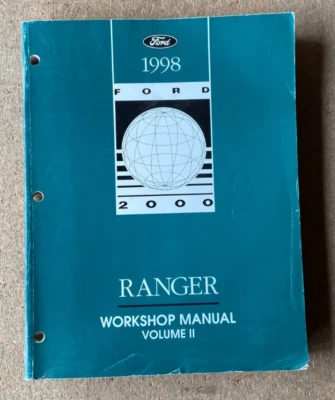 Ford
1998
FORD
2000
RANGER
WORKSHOP MANUAL
VOLUME II